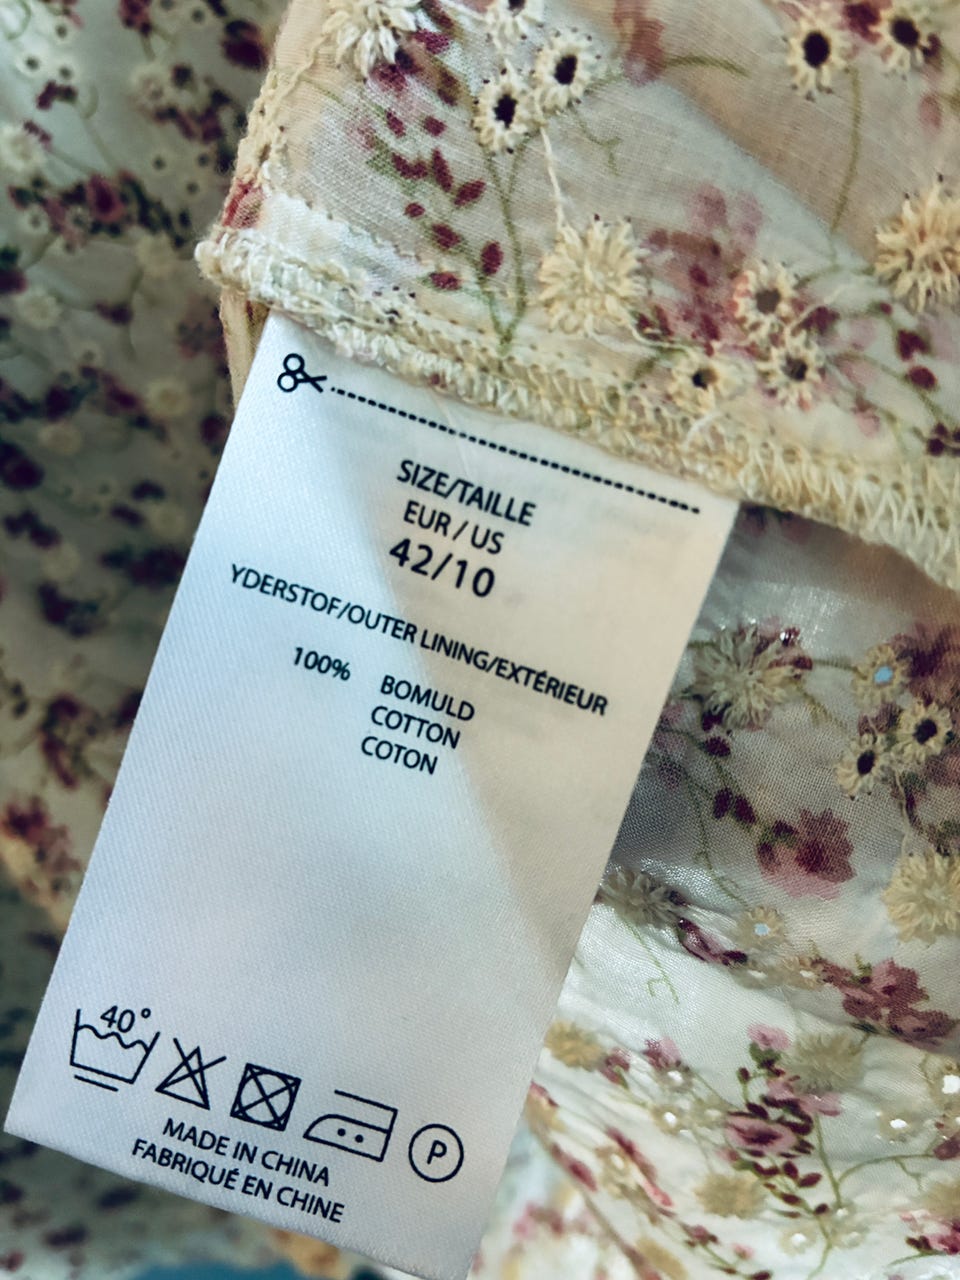 SIZE/TAILLE
EUR / US
42/10
YDERSTOF/OUTER LINING/EXTÉRIEUR
100% BOMULD
COTTON
COTON
40°
P
MADE IN CHINA
FABRIQUÉ EN CHINE